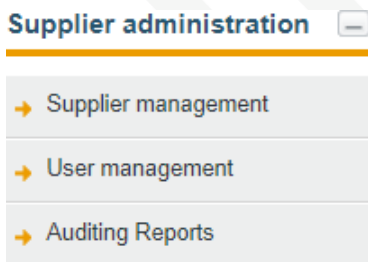 Supplier administration
Supplier management
User management
Auditing Reports